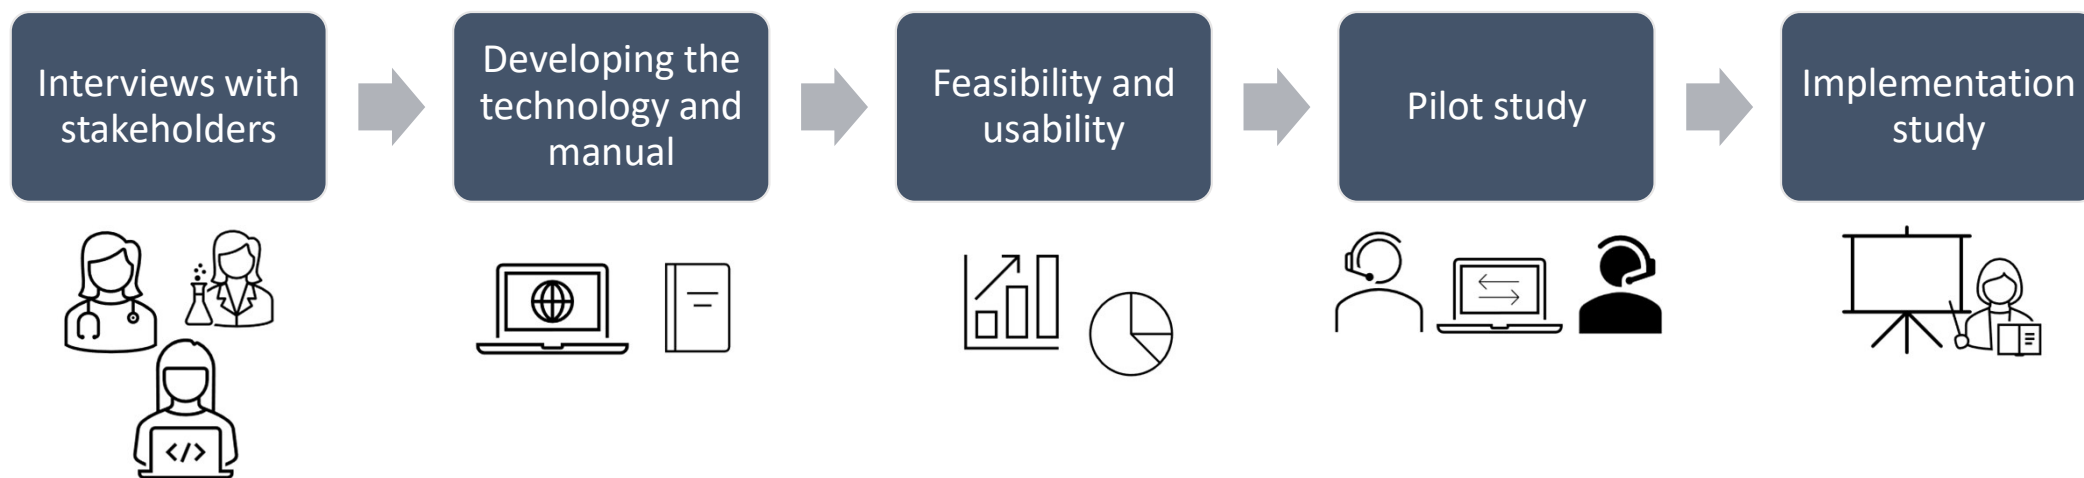 Interviews with
stakeholders
Developing the
technology and
manual
Feasibility and
usability
Pilot study
Implementation
study
</>